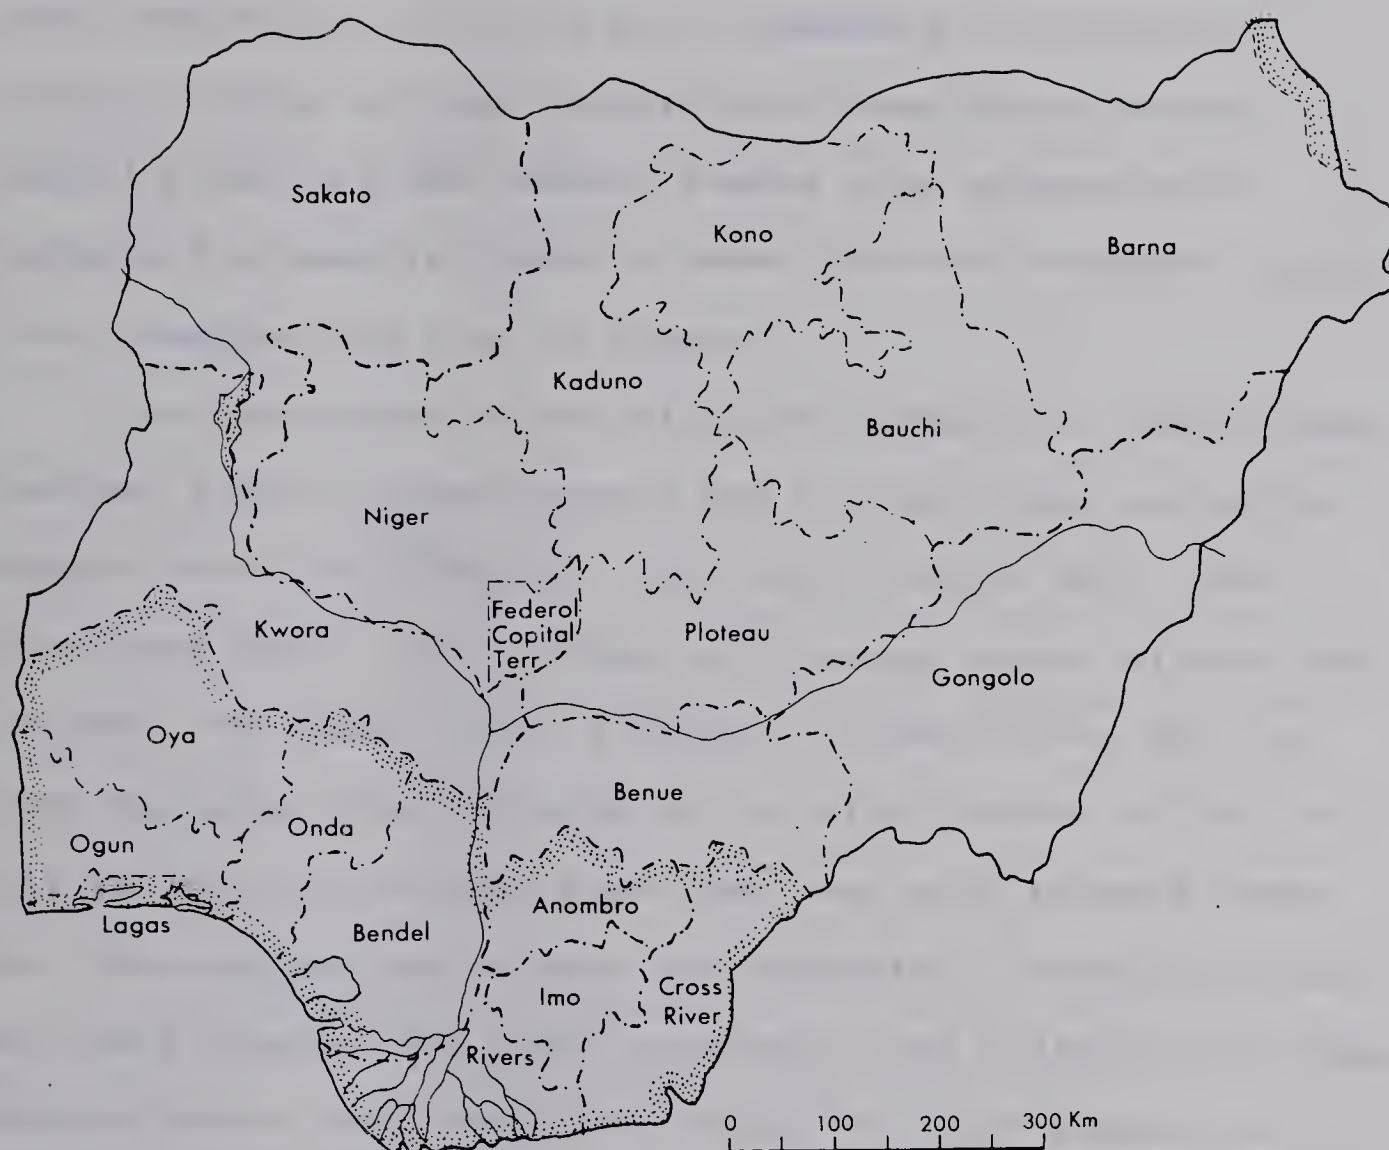 Sakato
Kono
Barna
Kaduno
Bauchi
Niger
Federol
Copital
Terr
Kwora
Ploteau
Gongolo
Oya
Benue
Onda
Ogun
Anombro
Lagas
Bendel
Imo
Cross
River
Rivers
0 100 200 300 Km